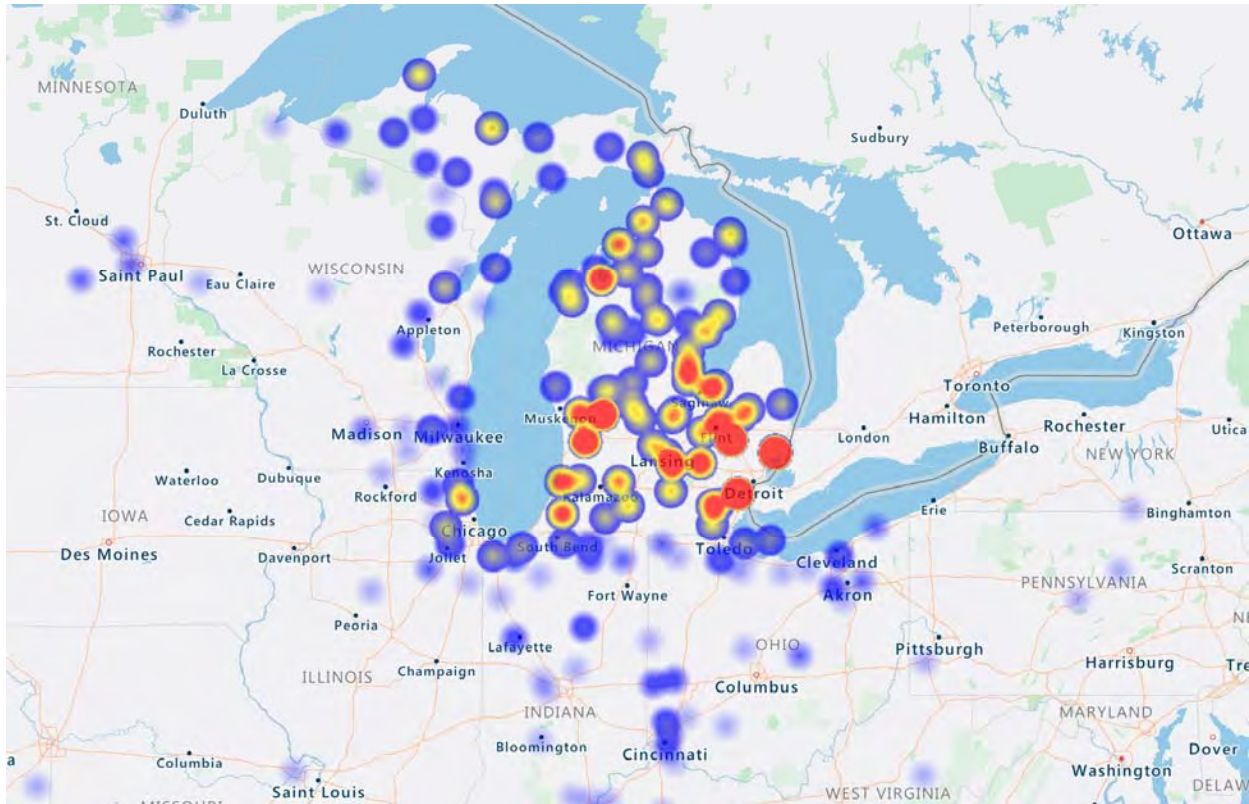 MINNESOTA
Duluth
Sudbury
St. Cloud
Ottawa
Saint Paul
WISCONSIN
Eau Claire
Appleton
Peterborough
Kingston
Rochester
MICHIGAN
La Crosse
Toronto
Saginaw
Muskegon
Hamilton
Rochester
Utica
Madison
Milwaukee
Flint
London
Buffalo
NEW YORK
Kenosha
Lansing
Waterloo
Dubuque
Rockford
Kalamazoo
Detroit
Erie
Binghamton
IOWA
Cedar Rapids
Chicago
Des Moines
Davenport
Joliet
South Bend
Toledo
Cleveland
Scranton
PENNSYLVANIA
Fort Wayne
Akron
Peoria
NE
Lafayette
OHIO
Pittsburgh
Harrisburg
Tre
ILLINOIS
Champaign
Columbus
INDIANA
MARYLAND
Bloomington
Cincinnati
Dover
a
Columbia
Washington
DELAW
Saint Louis
WEST VIRGINIA
MISSOURI